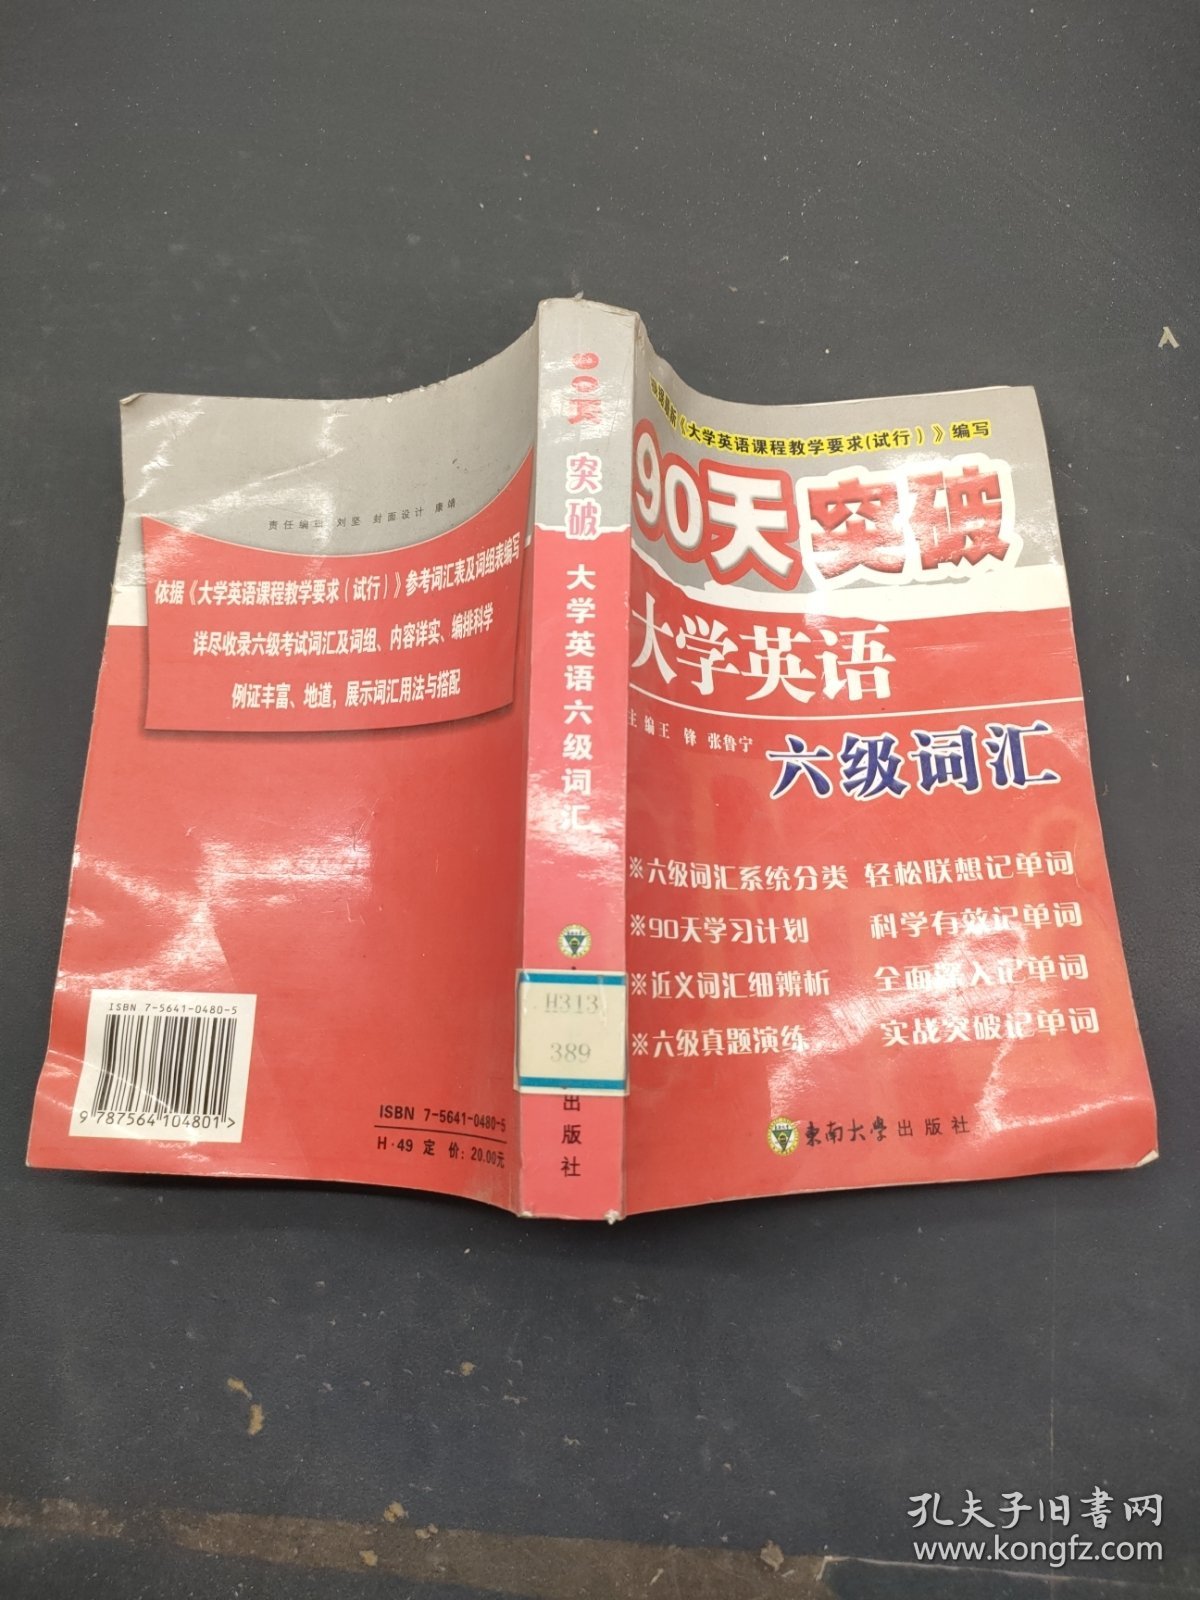 责任编辑 刘坚 封面设计 康靖
依据《大学英语课程教学要求(试行)》参考词汇表及词组表编写
详尽收录六级考试词汇及词组、内容详实、编排科学
例证丰富、地道，展示词汇用法与搭配
ISBN 7-5641-0480-5
9 787564 104801>
ISBN 7-5641-0480-5
H·49 定价：20.00元
90天 突破
大学英语六级词汇
H313
389
出版社
《大学英语课程教学要求(试行)》编写
90天突破
大学英语
主 编 王 锋 张鲁宁
六级词汇
※六级词汇系统分类 轻松联想记单词
※90天学习计划 科学有效记单词
※近义词汇细辨析 全面深入记单词
※六级真题演练 实战突破记单词
东南大学出版社
孔夫子旧書网
www.kongfz.com